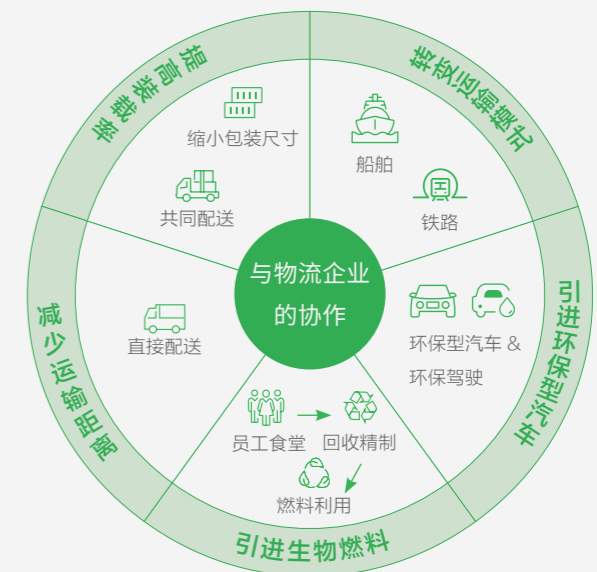 提高装载率
缩小包装尺寸
共同配送
转改运输模式
船舶
铁路
与物流企业
的协作
引进环保型汽车
环保型汽车 &
环保驾驶
减少运输距离
直接配送
员工食堂
回收精制
燃料利用
引进生物燃料